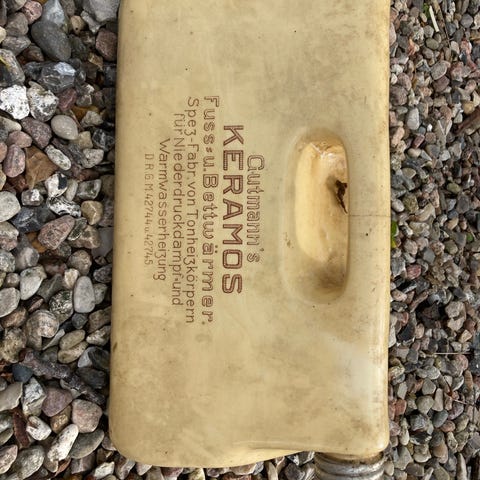 Gutmann's
KERAMOS
Fuss= u. Bettwärmer.
Spez-Fabr. von Tonheizkörpern
für Niederdruckdampf-und
Warmwasserheizung
D.R.G.M. 42744 u. 42745